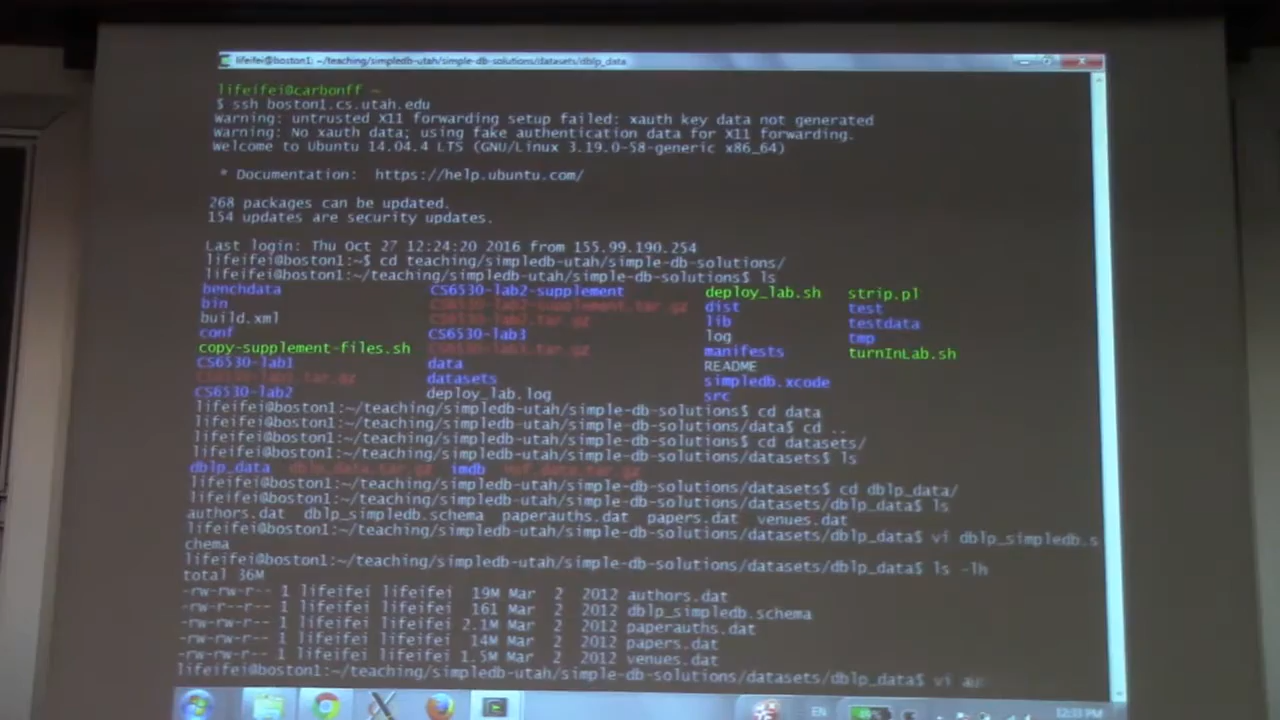 lifeifei@boston1: ~/teaching/simpledb-utah/simple-db-solutions/datasets/dblp_data
lifeifei@carbonff ~
$ ssh boston1.cs.utah.edu
Warning: untrusted X11 forwarding setup failed: xauth key data not generated
Warning: No xauth data; using fake authentication data for X11 forwarding.
Welcome to Ubuntu 14.04.4 LTS (GNU/Linux 3.19.0-58-generic x86_64)
* Documentation: https://help.ubuntu.com/
268 packages can be updated.
154 updates are security updates.
Last login: Thu Oct 27 12:24:20 2016 from 155.99.190.254
lifeifei@boston1:~$ cd teaching/simpledb-utah/simple-db-solutions/
lifeifei@boston1:~/teaching/simpledb-utah/simple-db-solutions$ ls
benchdata CS6530-lab2-supplement deploy_lab.sh strip.pl
bin CS6530-lab2-supplement.tar.gz dist test
build.xml lib testdata
conf CS6530-lab3 log tmp
copy-supplement-files.sh manifests turnInLab.sh
CS6530-lab1 data README
datasets simpledb.xcode
CS6530-lab2 deploy_lab.log src
lifeifei@boston1:~/teaching/simpledb-utah/simple-db-solutions$ cd data
lifeifei@boston1:~/teaching/simpledb-utah/simple-db-solutions/data$ cd ..
lifeifei@boston1:~/teaching/simpledb-utah/simple-db-solutions$ cd datasets/
lifeifei@boston1:~/teaching/simpledb-utah/simple-db-solutions/datasets$ ls
dblp_data dblp_data.tar.gz imdb
lifeifei@boston1:~/teaching/simpledb-utah/simple-db-solutions/datasets$ cd dblp_data/
lifeifei@boston1:~/teaching/simpledb-utah/simple-db-solutions/datasets/dblp_data$ ls
authors.dat dblp_simpledb.schema paperauths.dat papers.dat venues.dat
lifeifei@boston1:~/teaching/simpledb-utah/simple-db-solutions/datasets/dblp_data$ vi dblp_simpledb.s
chema
lifeifei@boston1:~/teaching/simpledb-utah/simple-db-solutions/datasets/dblp_data$ ls -lh
total 36M
-rw-rw-r-- 1 lifeifei lifeifei 19M Mar 2 2012 authors.dat
-rw-rw-r-- 1 lifeifei lifeifei 161 Mar 2 2012 dblp_simpledb.schema
-rw-rw-r-- 1 lifeifei lifeifei 2.1M Mar 2 2012 paperauths.dat
-rw-rw-r-- 1 lifeifei lifeifei 14M Mar 2 2012 papers.dat
-rw-rw-r-- 1 lifeifei lifeifei 1.5M Mar 2 2012 venues.dat
lifeifei@boston1:~/teaching/simpledb-utah/simple-db-solutions/datasets/dblp_data$ vi au
EN 12:33 PM